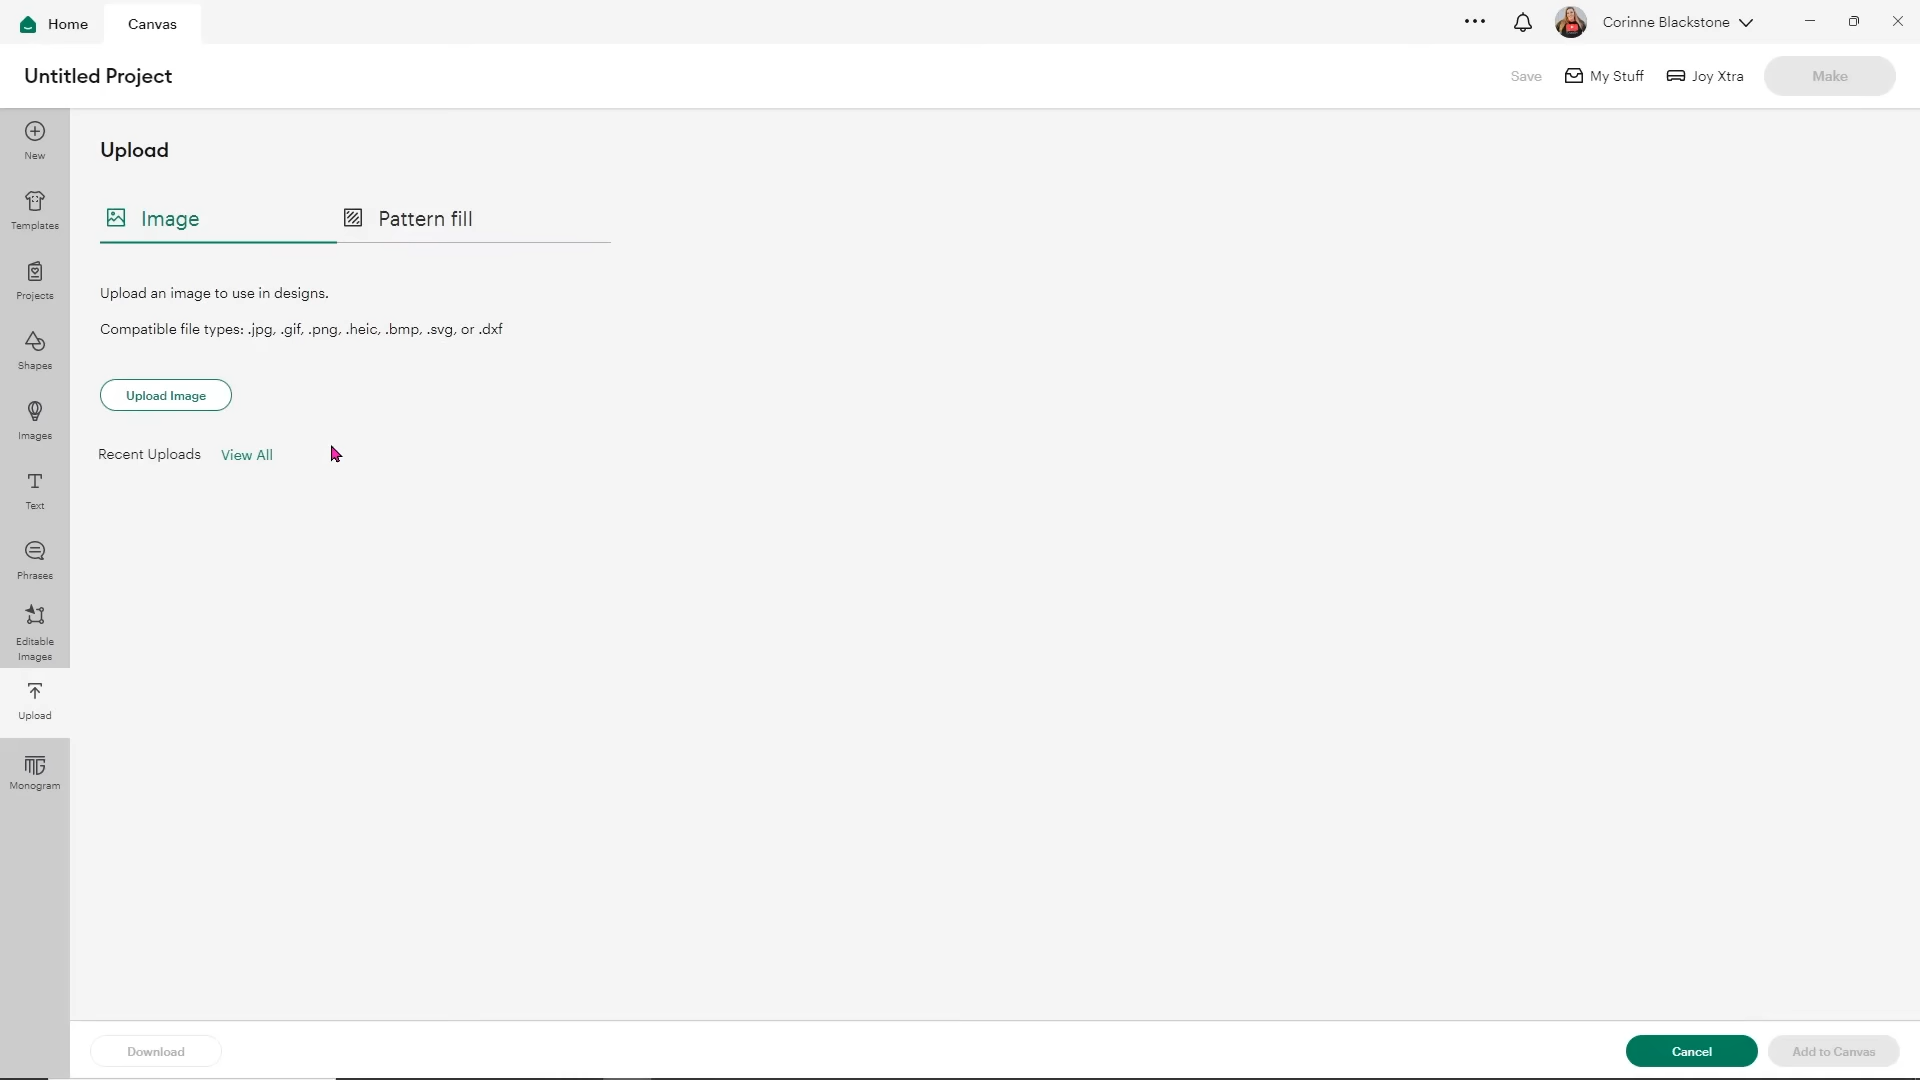 Home
Canvas
Corinne Blackstone
Untitled Project
Save
My Stuff
Joy Xtra
Make
New
Templates
Projects
Shapes
Images
Text
Phrases
Editable
Images
Upload
Monogram
Upload
Image
Pattern fill
Upload an image to use in designs.
Compatible file types: .jpg, .gif, .png, .heic, .bmp, .svg, or .dxf
Upload Image
Recent Uploads View All
Download
Cancel
Add to Canvas